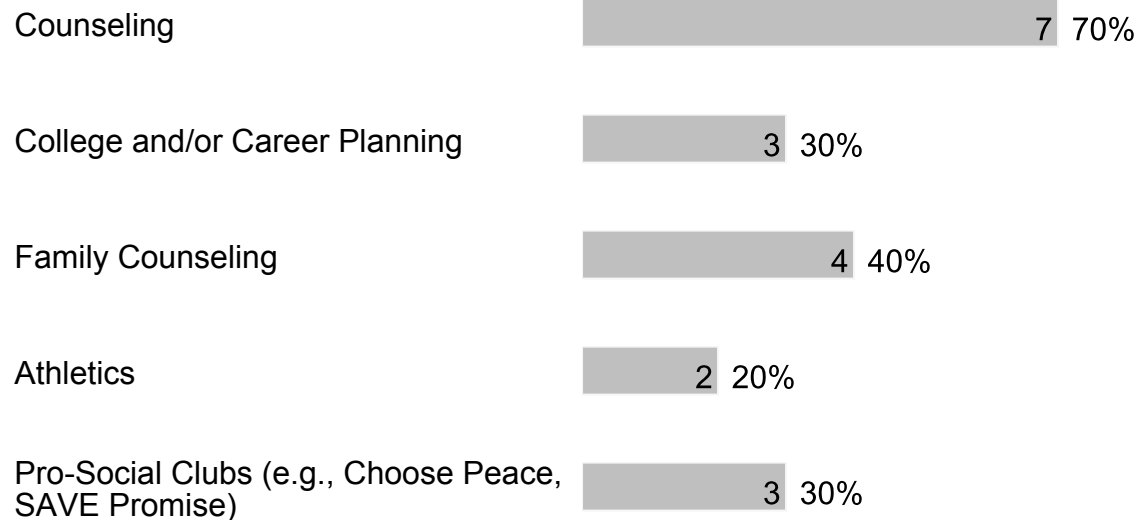 Counseling 7 70%
College and/or Career Planning 3 30%
Family Counseling 4 40%
Athletics 2 20%
Pro-Social Clubs (e.g., Choose Peace,
SAVE Promise) 3 30%